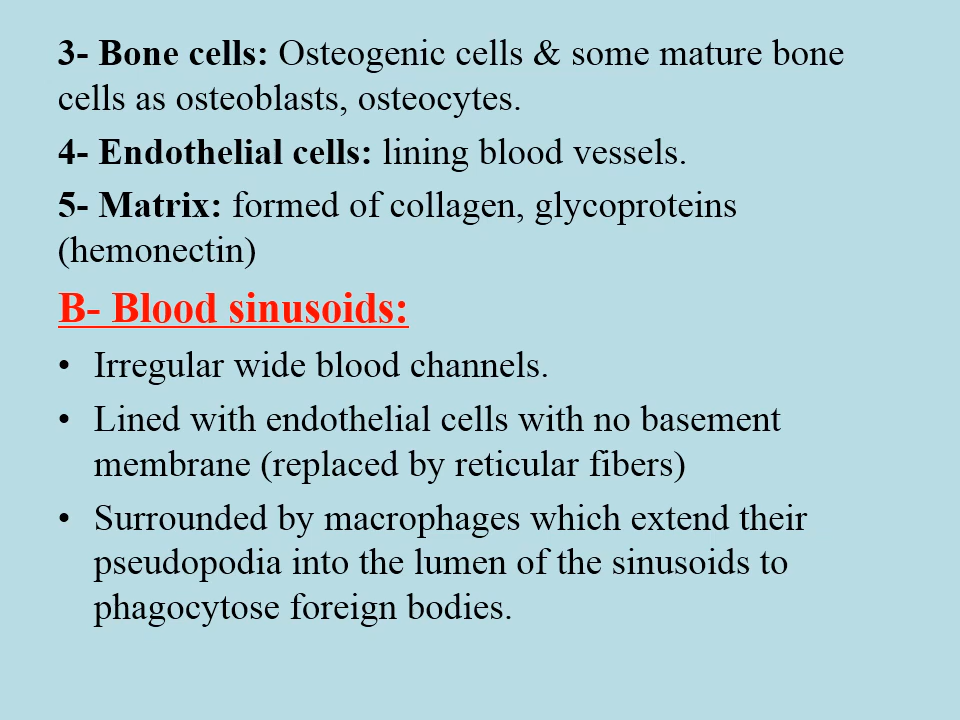 3- Bone cells: Osteogenic cells & some mature bone
cells as osteoblasts, osteocytes.
4- Endothelial cells: lining blood vessels.
5- Matrix: formed of collagen, glycoproteins
(hemonectin)
B- Blood sinusoids:
• Irregular wide blood channels.
• Lined with endothelial cells with no basement
membrane (replaced by reticular fibers)
• Surrounded by macrophages which extend their
pseudopodia into the lumen of the sinusoids to
phagocytose foreign bodies.